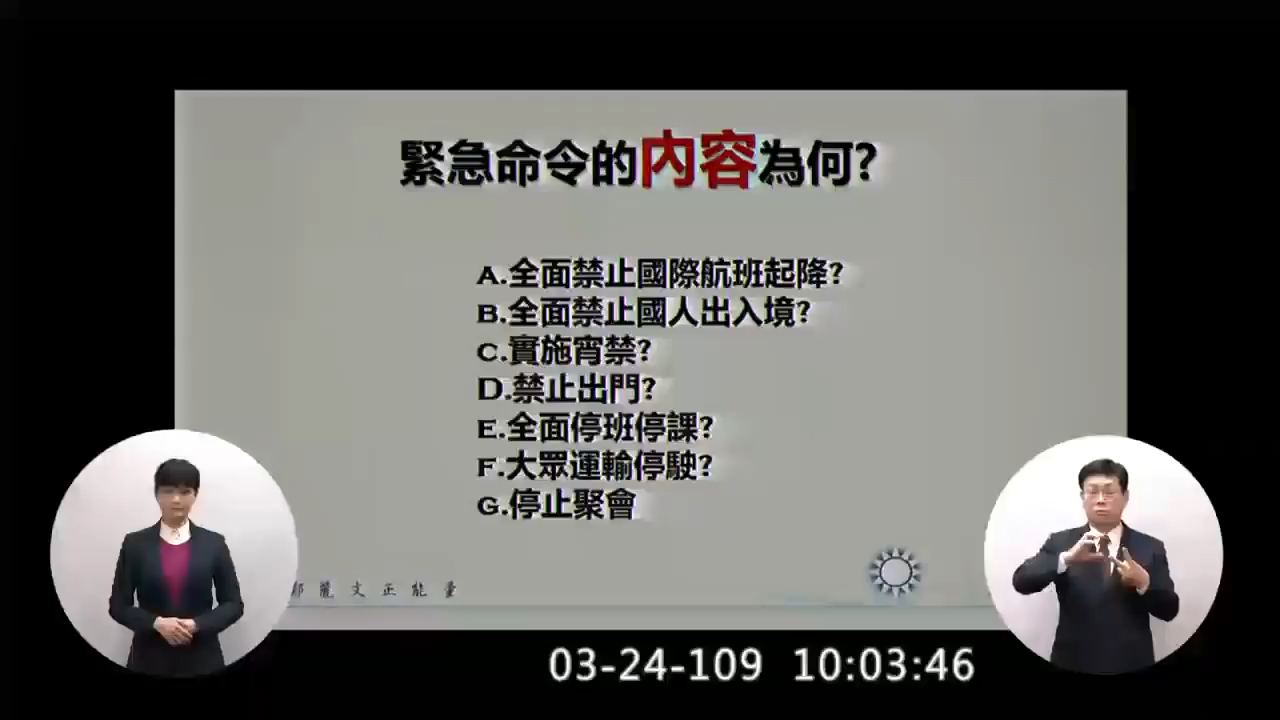 緊急命令的內容為何?
A.全面禁止國際航班起降?
B.全面禁止國人出入境?
C.實施宵禁?
D.禁止出門?
E.全面停班停課?
F.大眾運輸停駛?
G.停止聚會
鄭麗文正能量
03-24-109 10:03:46